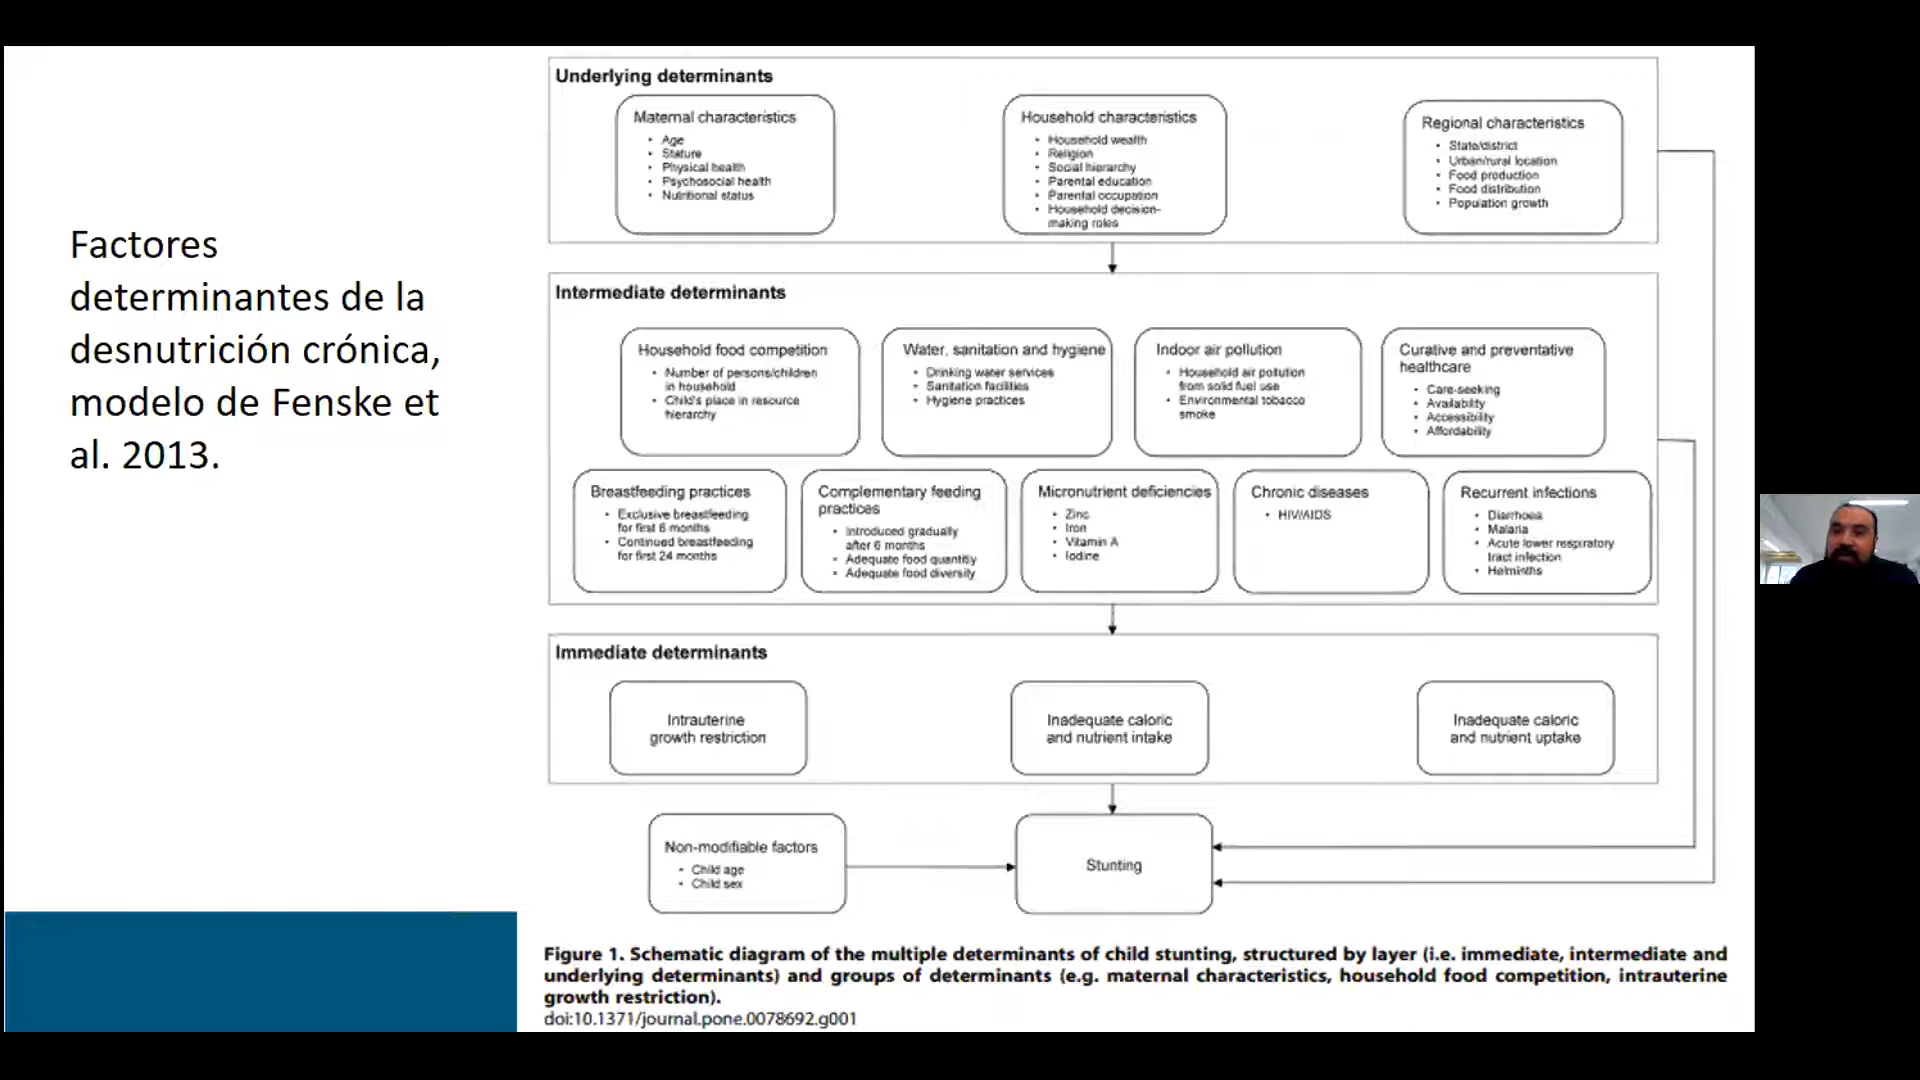 Factores
determinantes de la
desnutrición crónica,
modelo de Fenske et
al. 2013.
Underlying determinants
Maternal characteristics
• Age
• Stature
• Physical health
• Psychosocial health
• Nutritional status
Household characteristics
• Household wealth
• Religion
• Social hierarchy
• Parental education
• Parental occupation
• Household decision-
making roles
Regional characteristics
• State/district
• Urban/rural location
• Food production
• Food distribution
• Population growth
Intermediate determinants
Household food competition
• Number of persons/children
in household
• Child's place in resource
hierarchy
Water, sanitation and hygiene
• Drinking water services
• Sanitation facilities
• Hygiene practices
Indoor air pollution
• Household air pollution
from solid fuel use
• Environmental tobacco
smoke
Curative and preventative
healthcare
• Care-seeking
• Availability
• Accessibility
• Affordability
Breastfeeding practices
• Exclusive breastfeeding
for first 6 months
• Continued breastfeeding
for first 24 months
Complementary feeding
practices
• Introduced gradually
after 6 months
• Adequate food quantitiy
• Adequate food diversity
Micronutrient deficiencies
• Zinc
• Iron
• Vitamin A
• Iodine
Chronic diseases
• HIV/AIDS
Recurrent infections
• Diarrhoea
• Malaria
• Acute lower respiratory
tract infection
• Helminths
Immediate determinants
Intrauterine
growth restriction
Inadequate caloric
and nutrient intake
Inadequate caloric
and nutrient uptake
Non-modifiable factors
• Child age
• Child sex
Stunting
Figure 1. Schematic diagram of the multiple determinants of child stunting, structured by layer (i.e. immediate, intermediate and
underlying determinants) and groups of determinants (e.g. maternal characteristics, household food competition, intrauterine
growth restriction).
doi:10.1371/journal.pone.0078692.g001